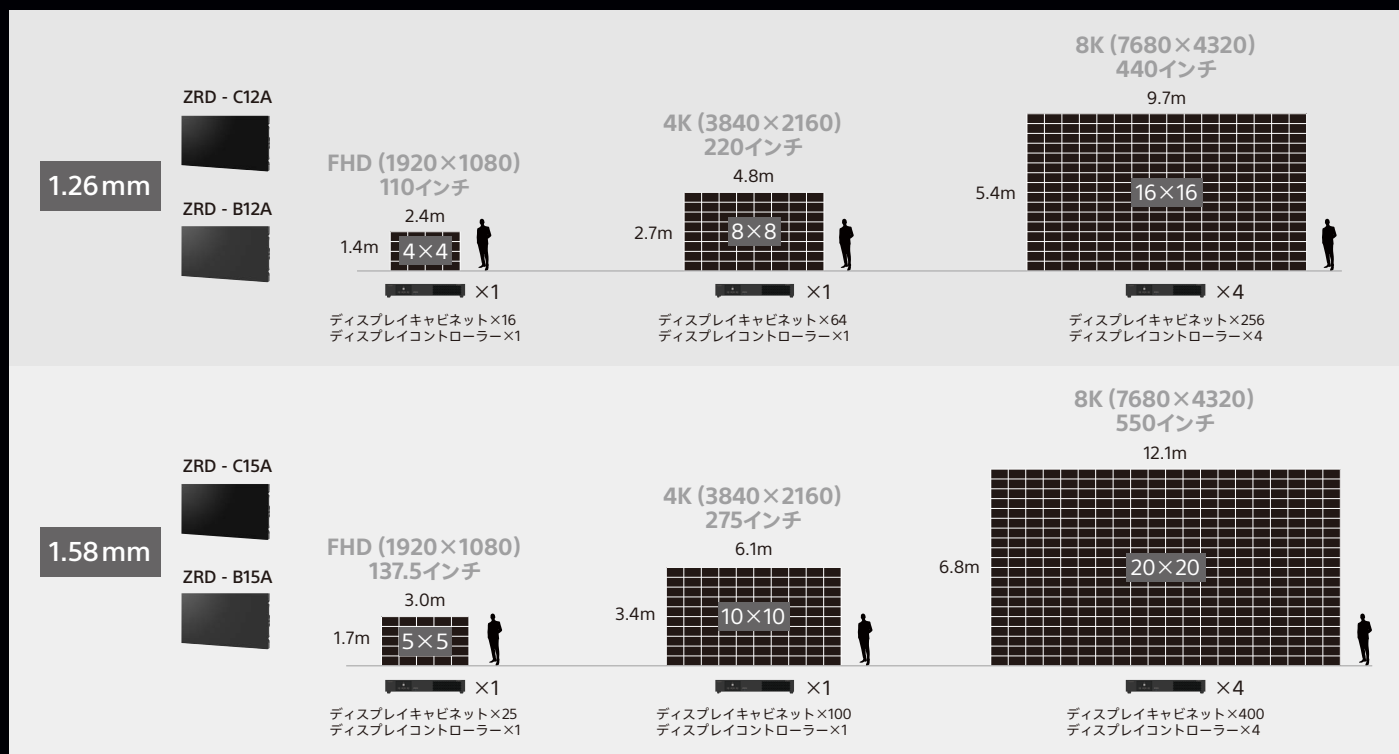 1.26mm
ZRD - C12A
ZRD - B12A
FHD (1920×1080)
110インチ
2.4m
1.4m
4×4
×1
ディスプレイキャビネット×16
ディスプレイコントローラー×1
4K (3840×2160)
220インチ
4.8m
2.7m
8×8
×1
ディスプレイキャビネット×64
ディスプレイコントローラー×1
8K (7680×4320)
440インチ
9.7m
5.4m
16×16
×4
ディスプレイキャビネット×256
ディスプレイコントローラー×4
1.58mm
ZRD - C15A
ZRD - B15A
FHD (1920×1080)
137.5インチ
3.0m
1.7m
5×5
×1
ディスプレイキャビネット×25
ディスプレイコントローラー×1
4K (3840×2160)
275インチ
6.1m
3.4m
10×10
×1
ディスプレイキャビネット×100
ディスプレイコントローラー×1
8K (7680×4320)
550インチ
12.1m
6.8m
20×20
×4
ディスプレイキャビネット×400
ディスプレイコントローラー×4